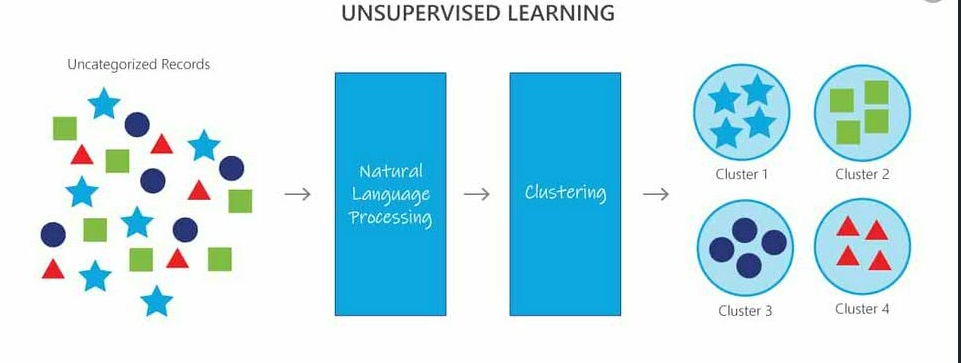 UNSUPERVISED LEARNING
Uncategorized Records
Natural
Language
Processing
Clustering
Cluster 1
Cluster 2
Cluster 3
Cluster 4